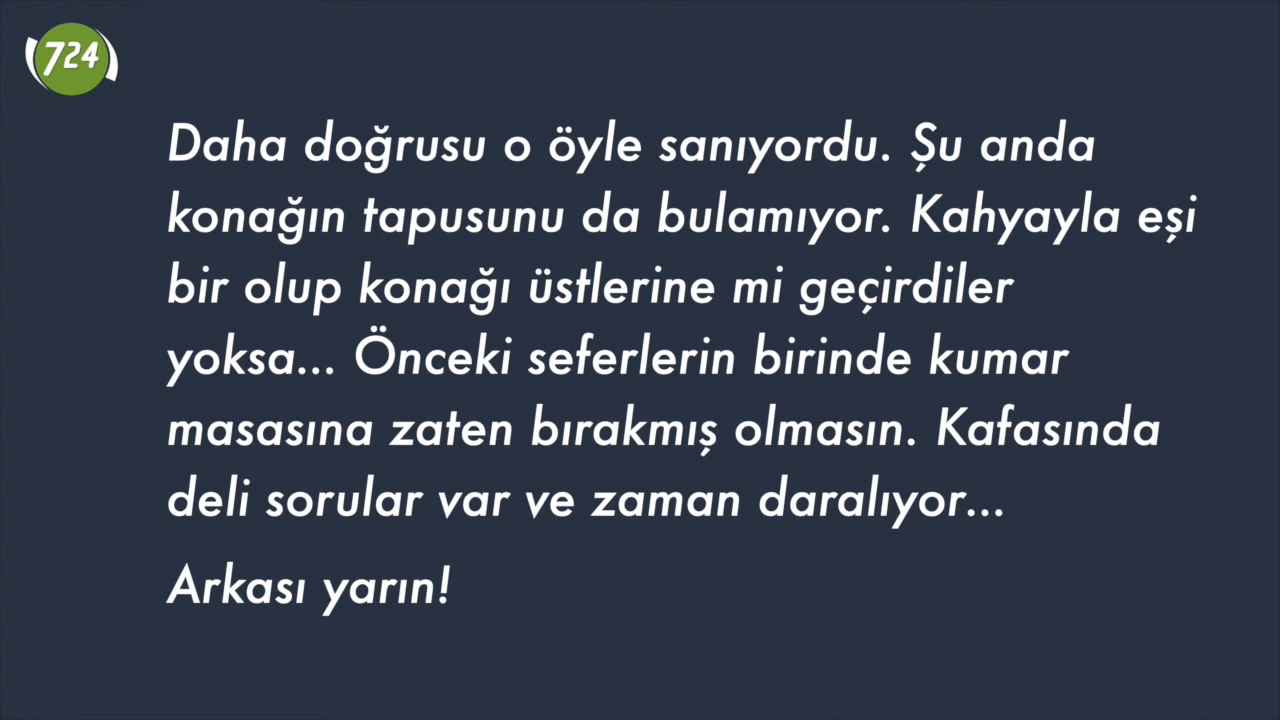 724
Daha doğrusu o öyle sanıyordu. Şu anda
konağın tapusunu da bulamıyor. Kahyayla eşi
bir olup konağı üstlerine mi geçirdiler
yoksa... Önceki seferlerin birinde kumar
masasına zaten bırakmış olmasın. Kafasında
deli sorular var ve zaman daralıyor...
Arkası yarın!